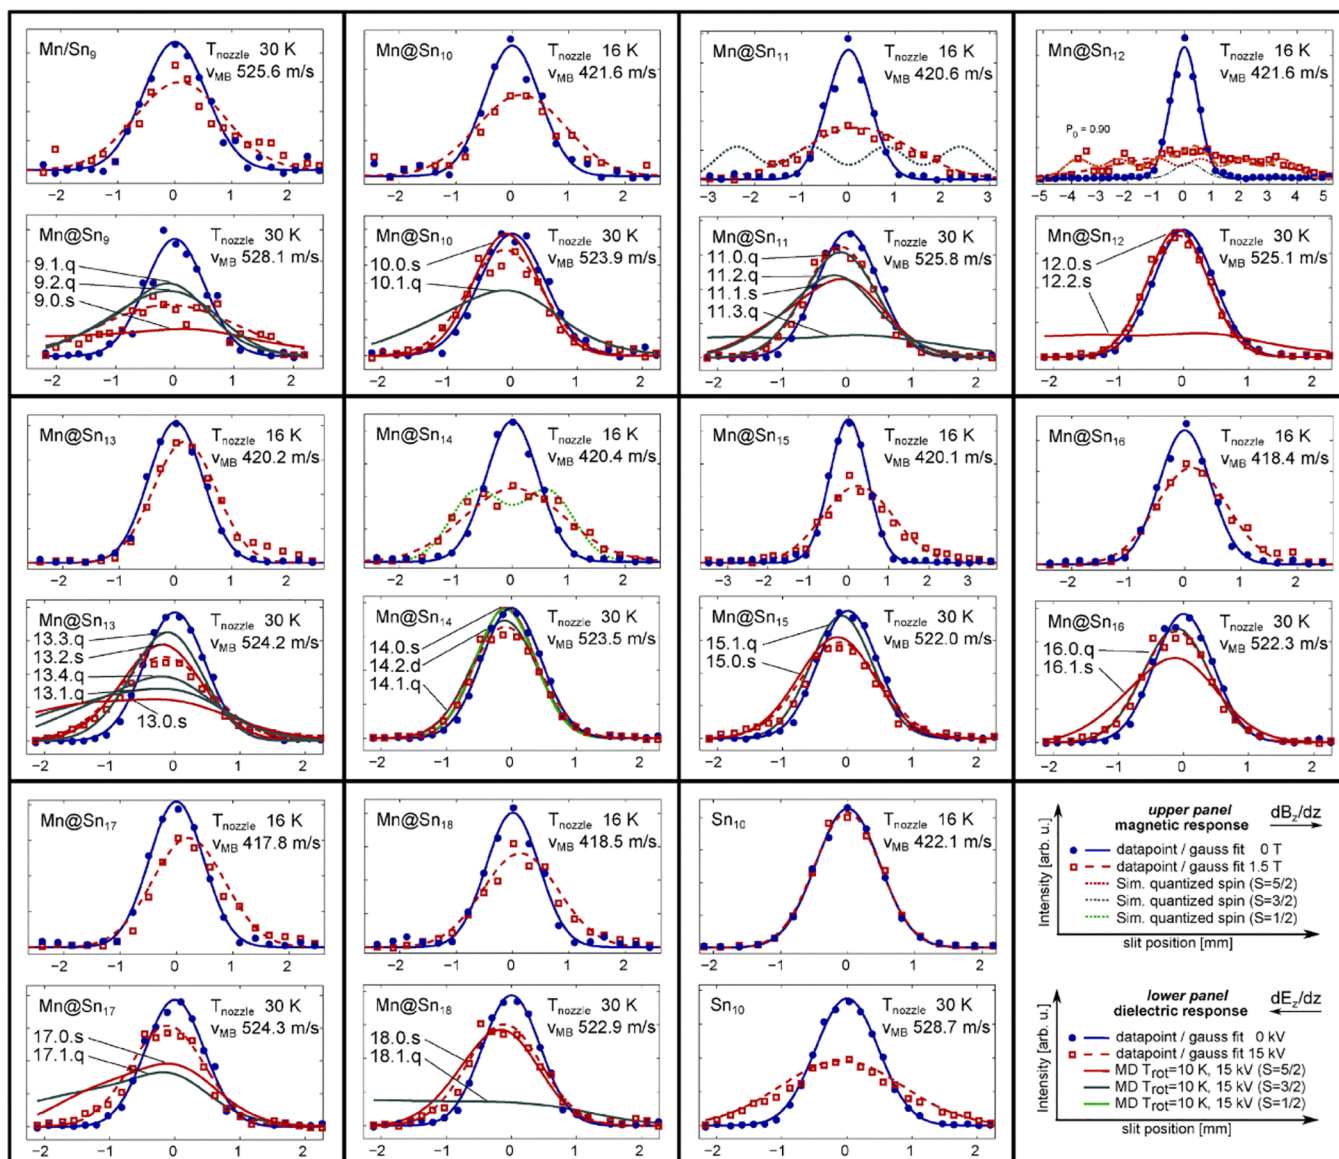 Mn/Sn9 Tnozzle 30 K
vMB 525.6 m/s
-2 -1 0 1 2
Mn@Sn9 Tnozzle 30 K
vMB 528.1 m/s
9.1.q
9.2.q
9.0.s
-2 -1 0 1 2
Mn@Sn10 Tnozzle 16 K
vMB 421.6 m/s
-2 -1 0 1 2
Mn@Sn10 Tnozzle 30 K
vMB 523.9 m/s
10.0.s
10.1.q
-2 -1 0 1 2
Mn@Sn11 Tnozzle 16 K
vMB 420.6 m/s
-3 -2 -1 0 1 2 3
Mn@Sn11 Tnozzle 30 K
vMB 525.8 m/s
11.0.q
11.2.q
11.1.s
11.3.q
-2 -1 0 1 2
Mn@Sn12 Tnozzle 16 K
vMB 421.6 m/s
P0 = 0.90
-5 -4 -3 -2 -1 0 1 2 3 4 5
Mn@Sn12 Tnozzle 30 K
vMB 525.1 m/s
12.0.s
12.2.s
-2 -1 0 1 2
Mn@Sn13 Tnozzle 16 K
vMB 420.2 m/s
-2 -1 0 1 2
Mn@Sn13 Tnozzle 30 K
vMB 524.2 m/s
13.3.q
13.2.s
13.4.q
13.1.q
13.0.s
-2 -1 0 1 2
Mn@Sn14 Tnozzle 16 K
vMB 420.4 m/s
-2 -1 0 1 2
Mn@Sn14 Tnozzle 30 K
vMB 523.5 m/s
14.0.s
14.2.d
14.1.q
-2 -1 0 1 2
Mn@Sn15 Tnozzle 16 K
vMB 420.1 m/s
-3 -2 -1 0 1 2 3
Mn@Sn15 Tnozzle 30 K
vMB 522.0 m/s
15.1.q
15.0.s
-2 -1 0 1 2
Mn@Sn16 Tnozzle 16 K
vMB 418.4 m/s
-2 -1 0 1 2
Mn@Sn16 Tnozzle 30 K
vMB 522.3 m/s
16.0.q
16.1.s
-2 -1 0 1 2
Mn@Sn17 Tnozzle 16 K
vMB 417.8 m/s
-2 -1 0 1 2
Mn@Sn17 Tnozzle 30 K
vMB 524.3 m/s
17.0.s
17.1.q
-2 -1 0 1 2
Mn@Sn18 Tnozzle 16 K
vMB 418.5 m/s
-2 -1 0 1 2
Mn@Sn18 Tnozzle 30 K
vMB 522.9 m/s
18.0.s
18.1.q
-2 -1 0 1 2
Sn10 Tnozzle 16 K
vMB 422.1 m/s
-2 -1 0 1 2
Sn10 Tnozzle 30 K
vMB 528.7 m/s
-2 -1 0 1 2
upper panel
magnetic response dBz/dz
datapoint / gauss fit 0 T
datapoint / gauss fit 1.5 T
Sim. quantized spin (S=5/2)
Sim. quantized spin (S=3/2)
Sim. quantized spin (S=1/2)
Intensity [arb. u.]
slit position [mm]
lower panel
dielectric response dEz/dz
datapoint / gauss fit 0 kV
datapoint / gauss fit 15 kV
MD Trot=10 K, 15 kV (S=5/2)
MD Trot=10 K, 15 kV (S=3/2)
MD Trot=10 K, 15 kV (S=1/2)
Intensity [arb. u.]
slit position [mm]